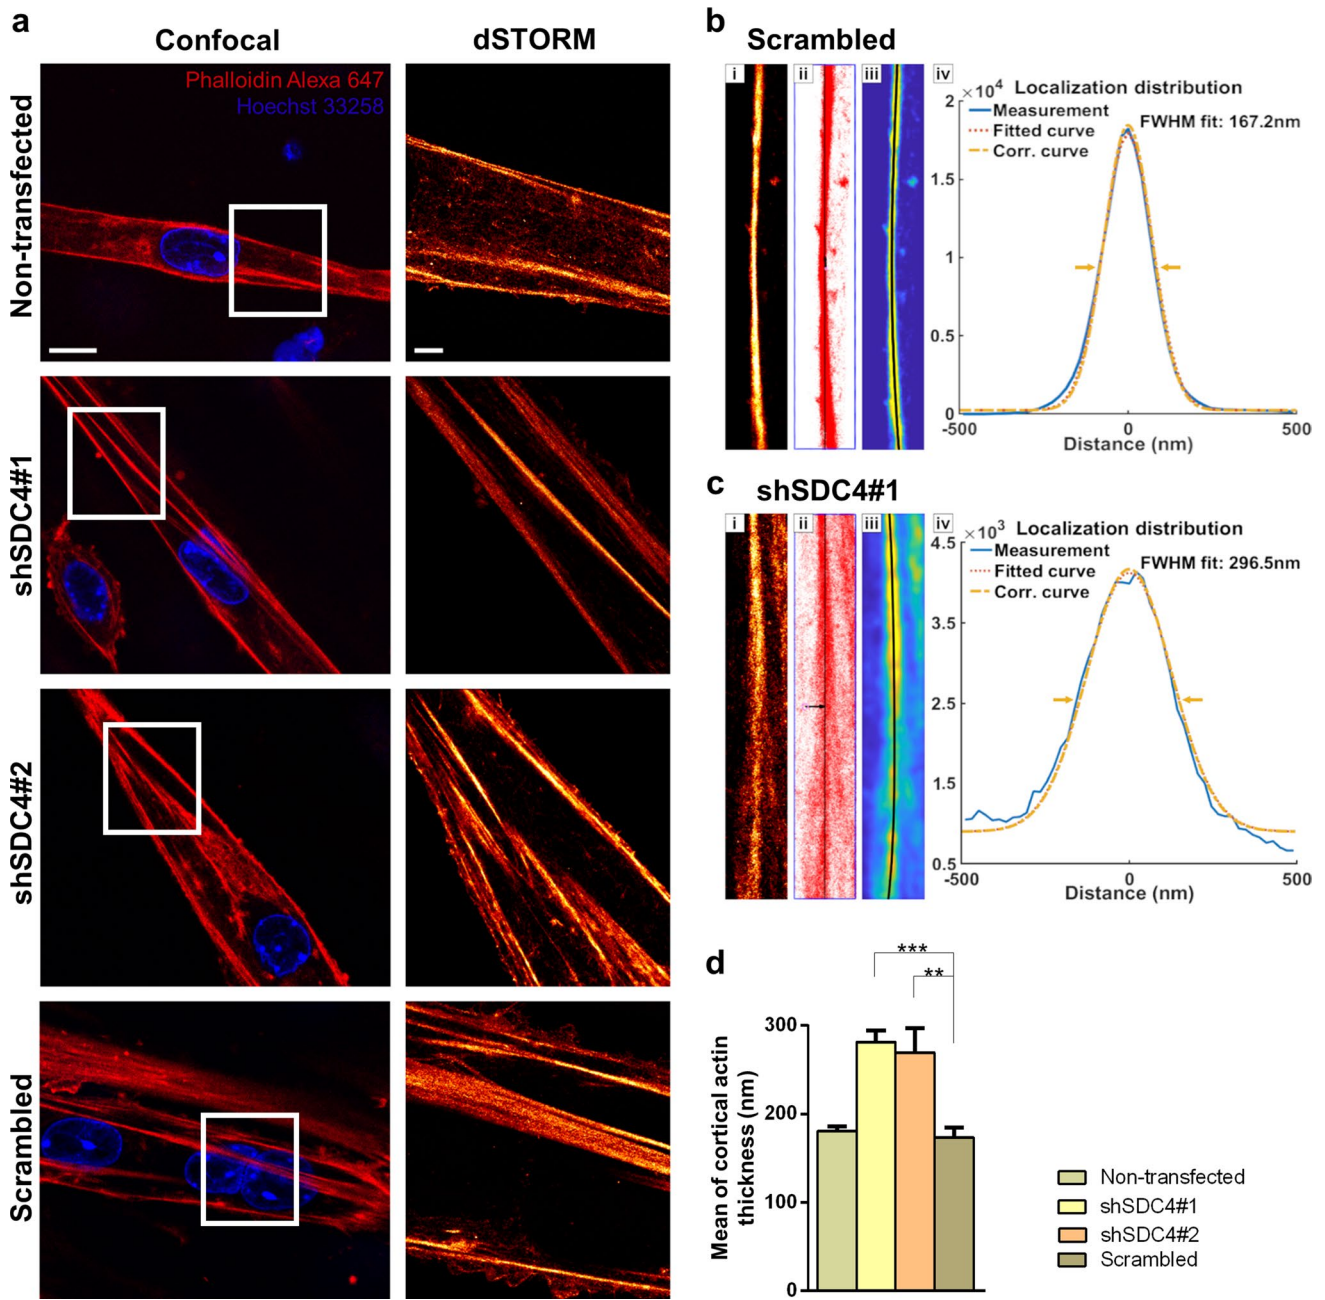 a
Confocal
dSTORM
Non-transfected
Phalloidin Alexa 647
Hoechst 33258
shSDC4#1
shSDC4#2
Scrambled
b
Scrambled
i
ii
iii
iv
×10⁴
Localization distribution
Measurement
Fitted curve
Corr. curve
FWHM fit: 167.2nm
2
1.5
1
0.5
0
-500
0
500
Distance (nm)
c
shSDC4#1
i
ii
iii
iv
×10³
Localization distribution
Measurement
Fitted curve
Corr. curve
FWHM fit: 296.5nm
4.5
3.5
2.5
1.5
0.5
-500
0
500
Distance (nm)
d
***
**
Mean of cortical actin
thickness (nm)
300
200
100
0
Non-transfected
shSDC4#1
shSDC4#2
Scrambled